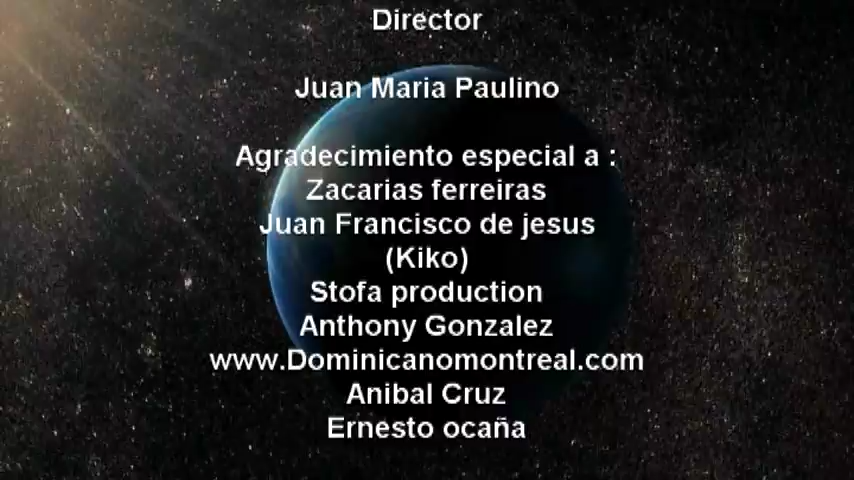 Director
Juan Maria Paulino
Agradecimiento especial a :
Zacarias ferreiras
Juan Francisco de jesus
(Kiko)
Stofa production
Anthony Gonzalez
www.Dominicanomontreal.com
Anibal Cruz
Ernesto ocaña